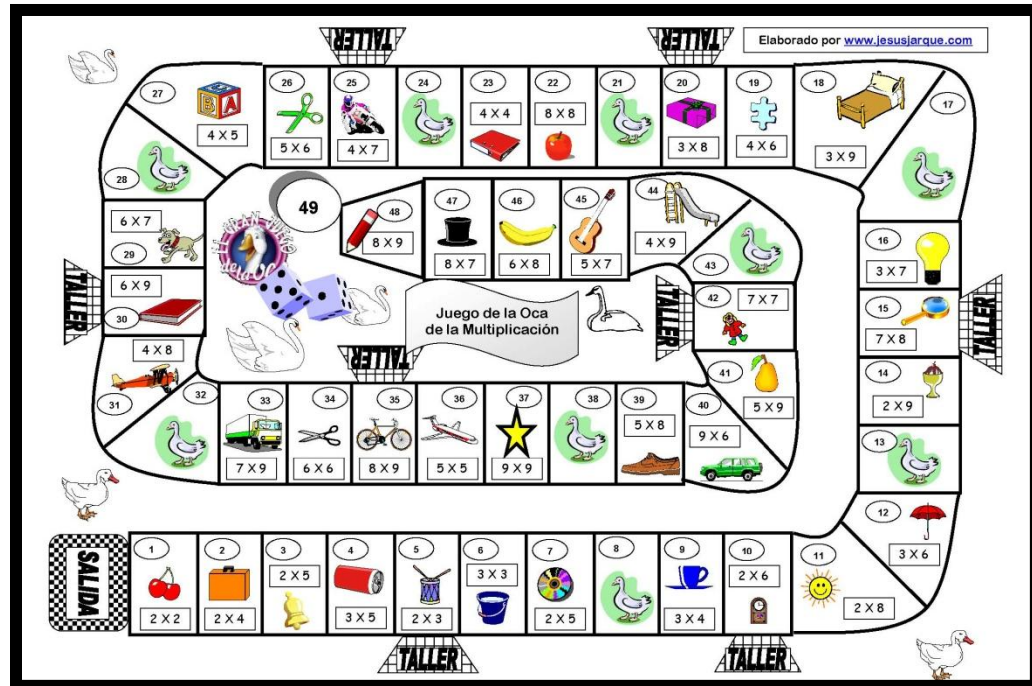 Elaborado por www.jesusjarque.com
Juego de la Oca
de la Multiplicación
EL GRAN JUEGO
de la OCA
SALIDA
1
2 X 2
2
2 X 4
3
2 X 5
4
3 X 5
5
2 X 3
TALLER
6
3 X 3
7
2 X 5
8
9
3 X 4
10
2 X 6
TALLER
11
2 X 8
12
3 X 6
13
14
2 X 9
15
7 X 8
TALLER
16
3 X 7
17
18
3 X 9
19
4 X 6
20
3 X 8
TALLER
21
22
8 X 8
23
4 X 4
24
25
4 X 7
TALLER
26
5 X 6
27
B A
4 X 5
28
6 X 7
29
6 X 9
30
TALLER
4 X 8
31
32
33
7 X 9
34
6 X 6
35
8 X 9
TALLER
36
5 X 5
37
9 X 9
38
39
5 X 8
40
9 X 6
41
5 X 9
42
7 X 7
TALLER
43
44
4 X 9
45
5 X 7
46
6 X 8
47
8 X 7
48
8 X 9
49